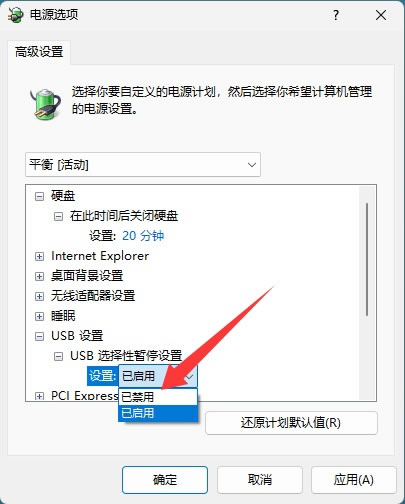 电源选项
?
高级设置
选择你要自定义的电源计划，然后选择你希望计算机管理
的电源设置。
平衡 [活动]
硬盘
在此时间后关闭硬盘
设置: 20 分钟
Internet Explorer
桌面背景设置
无线适配器设置
睡眠
USB 设置
USB 选择性暂停设置
设置: 已启用
已禁用
已启用
PCI Express
还原计划默认值(R)
确定
取消
应用(A)